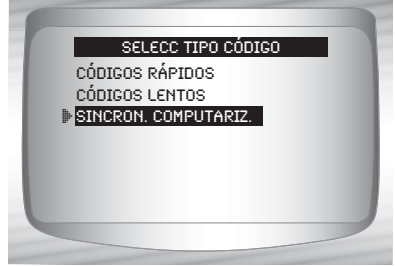 SELECC TIPO CÓDIGO
CÓDIGOS RÁPIDOS
CÓDIGOS LENTOS
SINCRON. COMPUTARIZ.